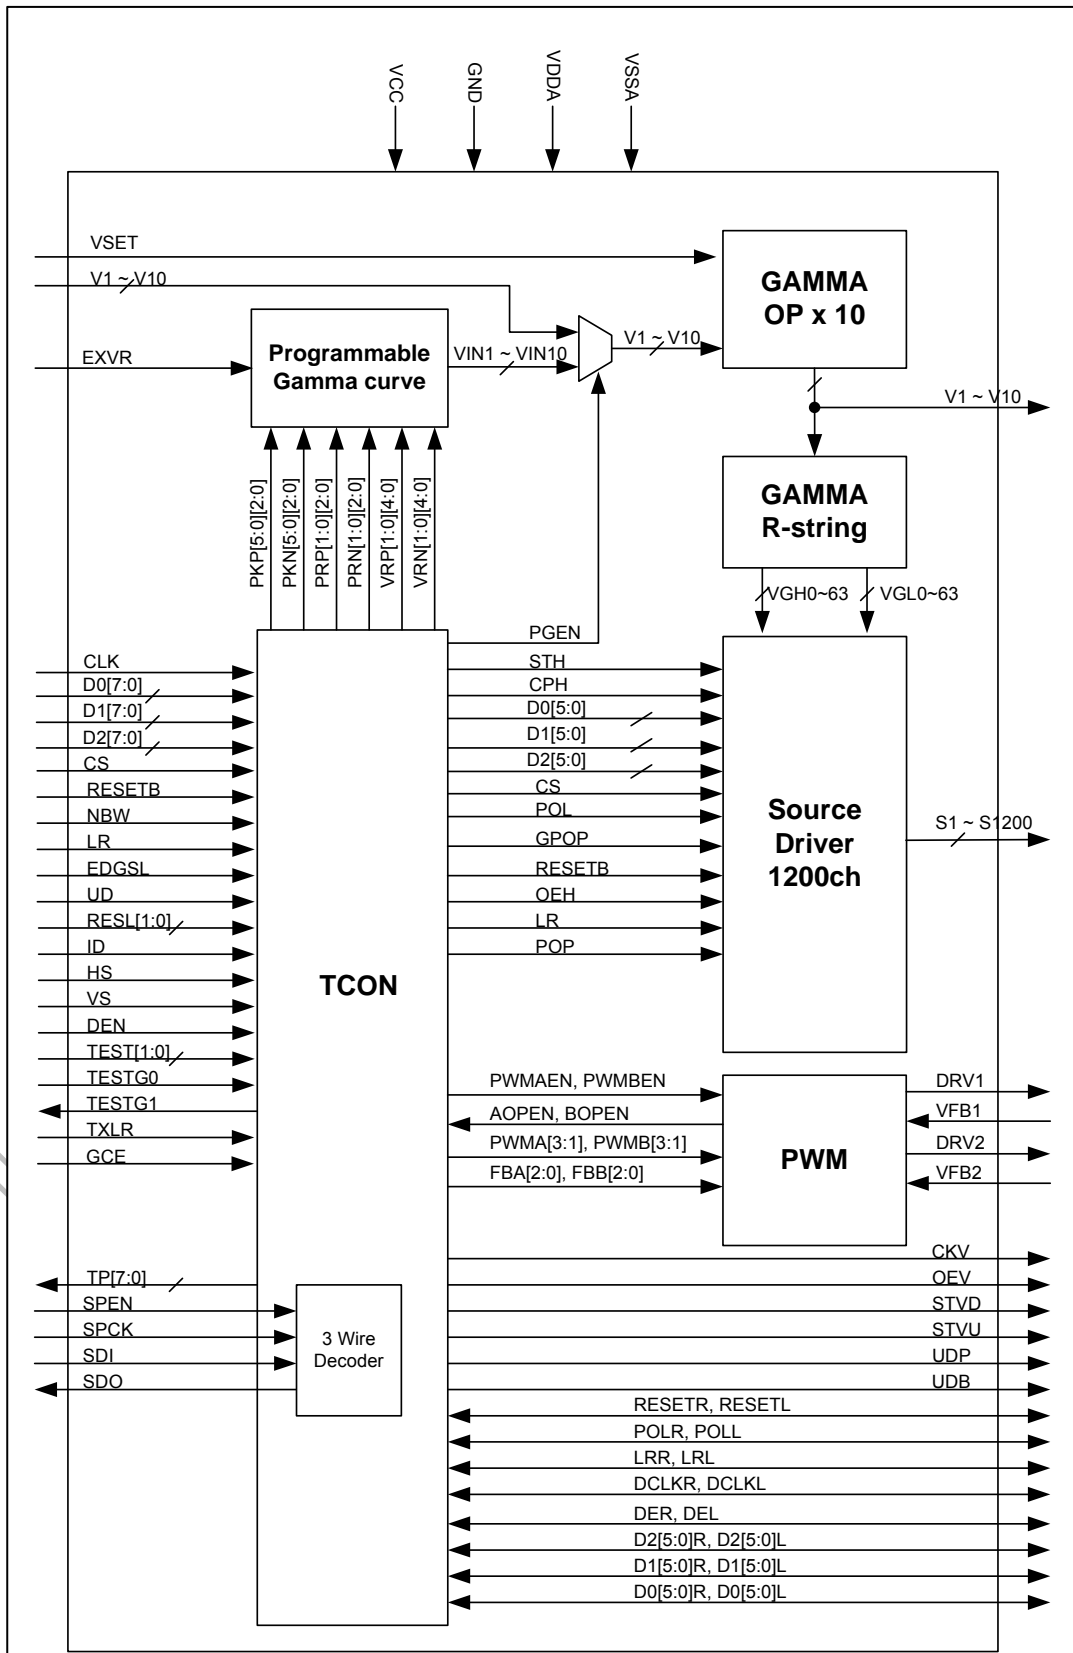 VCC
GND
VDDA
VSSA
VSET
V1 ~ V10
EXVR
Programmable
Gamma curve
VIN1 ~ VIN10
V1 ~ V10
GAMMA
OP x 10
V1 ~ V10
GAMMA
R-string
VGH0~63
VGL0~63
PKP[5:0][2:0]
PKN[5:0][2:0]
PRP[1:0][2:0]
PRN[1:0][2:0]
VRP[1:0][4:0]
VRN[1:0][4:0]
CLK
D0[7:0]
D1[7:0]
D2[7:0]
CS
RESETB
NBW
LR
EDGSL
UD
RESL[1:0]
ID
HS
VS
DEN
TEST[1:0]
TESTG0
TESTG1
TXLR
GCE
TP[7:0]
SPEN
SPCK
SDI
SDO
TCON
3 Wire
Decoder
PGEN
STH
CPH
D0[5:0]
D1[5:0]
D2[5:0]
CS
POL
GPOP
RESETB
OEH
LR
POP
Source
Driver
1200ch
S1 ~ S1200
PWMAEN, PWMBEN
AOPEN, BOPEN
PWMA[3:1], PWMB[3:1]
FBA[2:0], FBB[2:0]
PWM
DRV1
VFB1
DRV2
VFB2
CKV
OEV
STVD
STVU
UDP
UDB
RESETR, RESETL
POLR, POLL
LRR, LRL
DCLKR, DCLKL
DER, DEL
D2[5:0]R, D2[5:0]L
D1[5:0]R, D1[5:0]L
D0[5:0]R, D0[5:0]L